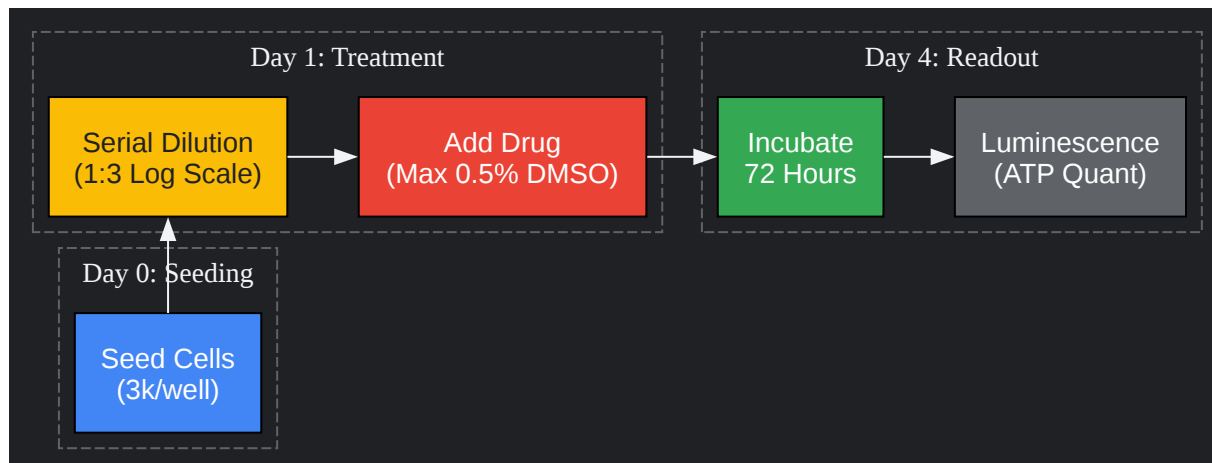 Day 1: Treatment
Serial Dilution
(1:3 Log Scale)
Add Drug
(Max 0.5% DMSO)
Day 4: Readout
Incubate
72 Hours
Luminescence
(ATP Quant)
Day 0: Seeding
Seed Cells
(3k/well)